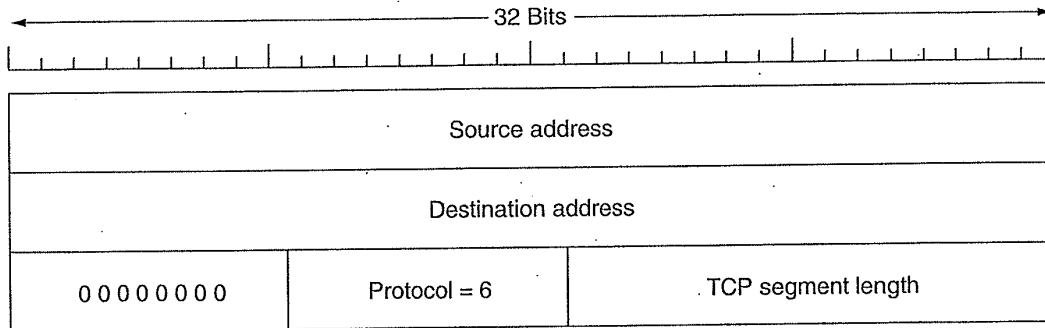 32 Bits
Source address
Destination address
0 0 0 0 0 0 0 0 Protocol = 6 TCP segment length